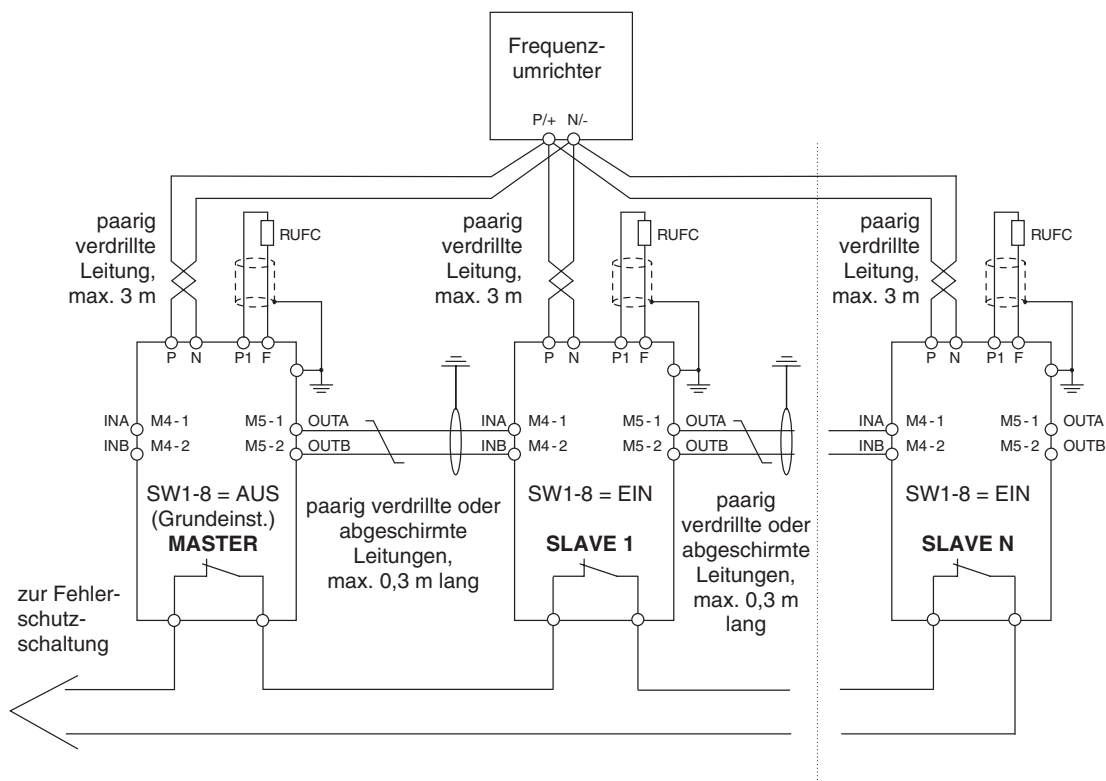 Frequenz-
umrichter
P/+ N/-
paarig
verdrillte
Leitung,
max. 3 m
RUFC
paarig
verdrillte
Leitung,
max. 3 m
RUFC
paarig
verdrillte
Leitung,
max. 3 m
RUFC
P N P1 F
P N P1 F
P N P1 F
INA M4-1 M5-1 OUTA
INB M4-2 M5-2 OUTB
INA M4-1 M5-1 OUTA
INB M4-2 M5-2 OUTB
INA M4-1 M5-1 OUTA
INB M4-2 M5-2 OUTB
SW1-8 = AUS
(Grundeinst.)
MASTER
paarig verdrillte oder
abgeschirmte
Leitungen,
max. 0,3 m lang
SW1-8 = EIN
SLAVE 1
paarig
verdrillte oder
abgeschirmte
Leitungen,
max. 0,3 m
lang
SW1-8 = EIN
SLAVE N
zur Fehler-
schutz-
schaltung